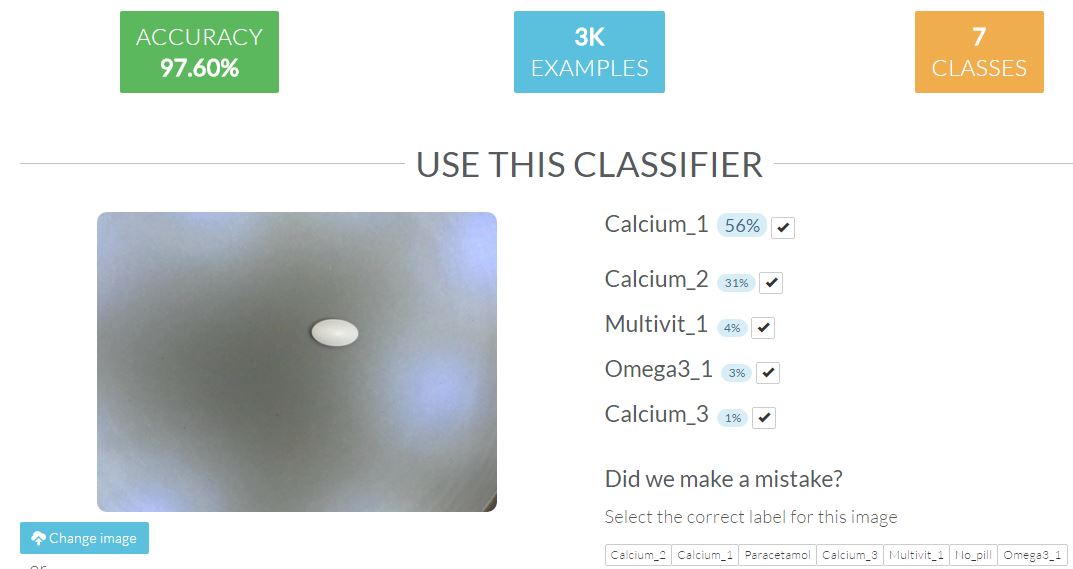 ACCURACY
97.60%
3K
EXAMPLES
7
CLASSES
USE THIS CLASSIFIER
Calcium_1 56%
Calcium_2 31%
Multivit_1 4%
Omega3_1 3%
Calcium_3 1%
Did we make a mistake?
Select the correct label for this image
Change image
Calcium_2 Calcium_1 Paracetamol Calcium_3 Multivit_1 No_pill Omega3_1
or